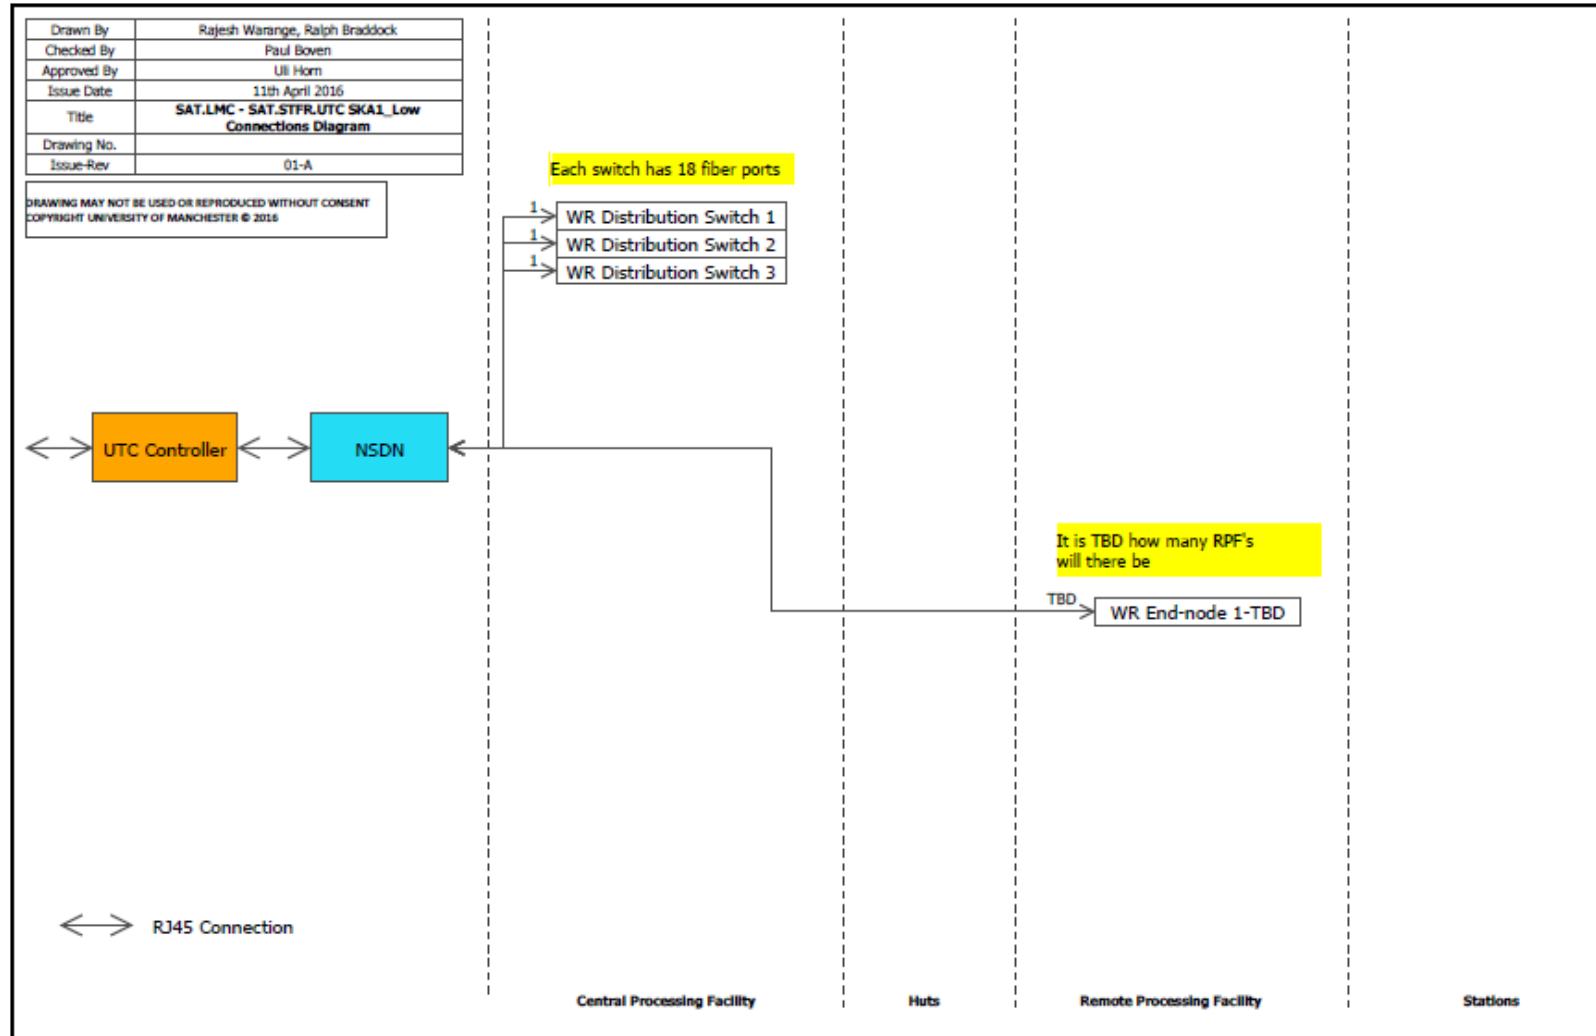 Drawn By Rajesh Warange, Ralph Braddock
Checked By Paul Boven
Approved By Uli Horn
Issue Date 11th April 2016
Title SAT.LMC - SAT.STFR.UTC SKA1_Low
Connections Diagram
Drawing No.
Issue-Rev 01-A
DRAWING MAY NOT BE USED OR REPRODUCED WITHOUT CONSENT
COPYRIGHT UNIVERSITY OF MANCHESTER © 2016
Each switch has 18 fiber ports
1 WR Distribution Switch 1
1 WR Distribution Switch 2
1 WR Distribution Switch 3
UTC Controller
NSDN
It is TBD how many RPF's
will there be
TBD
WR End-node 1-TBD
RJ45 Connection
Central Processing Facility
Huts
Remote Processing Facility
Stations